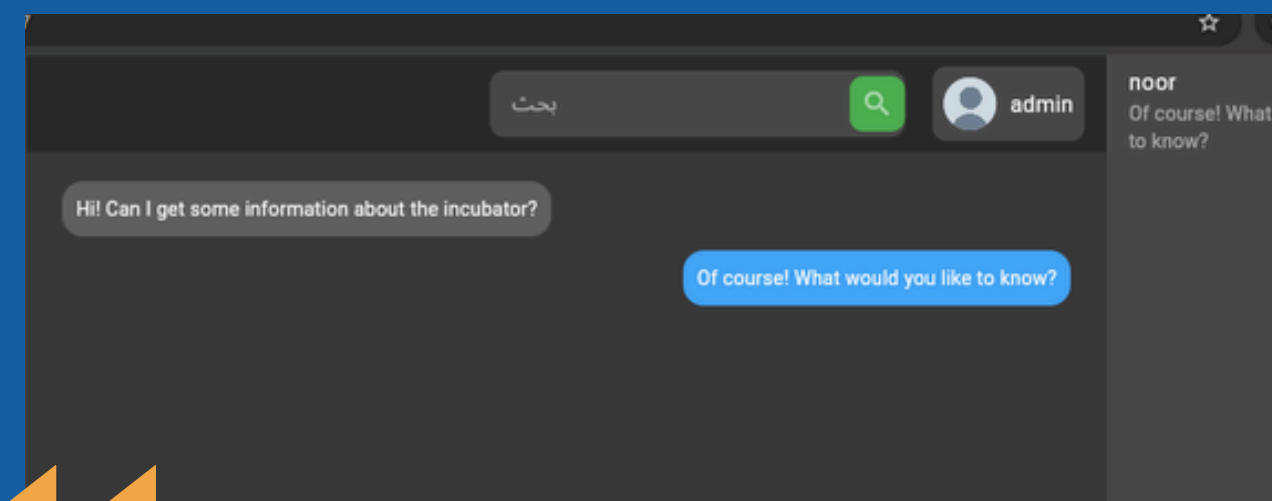 بحث
admin
noor
Of course! What
to know?
Hi! Can I get some information about the incubator?
Of course! What would you like to know?